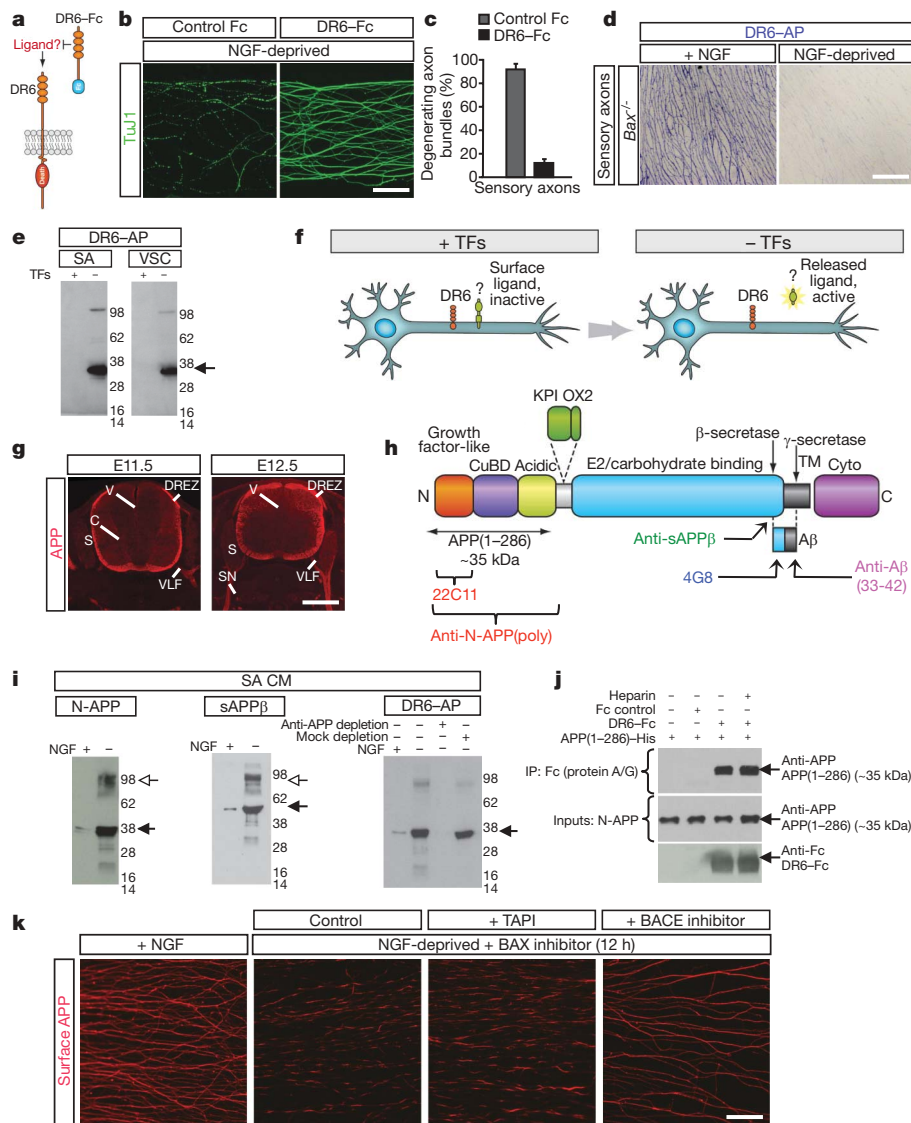 a
DR6–Fc
Ligand?
DR6
Fc
Death
b
Control Fc
DR6–Fc
NGF-deprived
TuJ1
c
Control Fc
DR6–Fc
Degenerating axon
bundles (%)
100
80
60
40
20
0
Sensory axons
d
DR6–AP
+ NGF
NGF-deprived
Sensory axons
Bax–/–
e
DR6–AP
SA
VSC
TFs
+
–
+
–
98
62
38
28
16
14
98
62
38
28
16
14
f
+ TFs
– TFs
DR6
?
Surface
ligand,
inactive
DR6
?
Released
ligand,
active
g
E11.5
E12.5
APP
V
DREZ
C
S
VLF
V
DREZ
S
SN
VLF
h
KPI OX2
Growth
factor-like
CuBD
Acidic
E2/carbohydrate binding
β-secretase
γ-secretase
TM
Cyto
N
C
APP(1–286)
~35 kDa
22C11
Anti-N-APP(poly)
Anti-sAPPβ
Aβ
4G8
Anti-Aβ
(33-42)
i
SA CM
N-APP
sAPPβ
DR6–AP
Anti-APP depletion
– – + –
Mock depletion
– – – +
NGF + –
NGF + –
NGF + – – –
98
62
38
28
16
14
98
62
38
28
16
14
98
62
38
28
16
14
j
Heparin – – – +
Fc control – + – –
DR6–Fc – – + +
APP(1–286)–His + + + +
IP: Fc (protein A/G)
Anti-APP
APP(1–286) (~35 kDa)
Inputs: N-APP
Anti-APP
APP(1–286) (~35 kDa)
Anti-Fc
DR6–Fc
k
Control
+ TAPI
+ BACE inhibitor
+ NGF
NGF-deprived + BAX inhibitor (12 h)
Surface APP